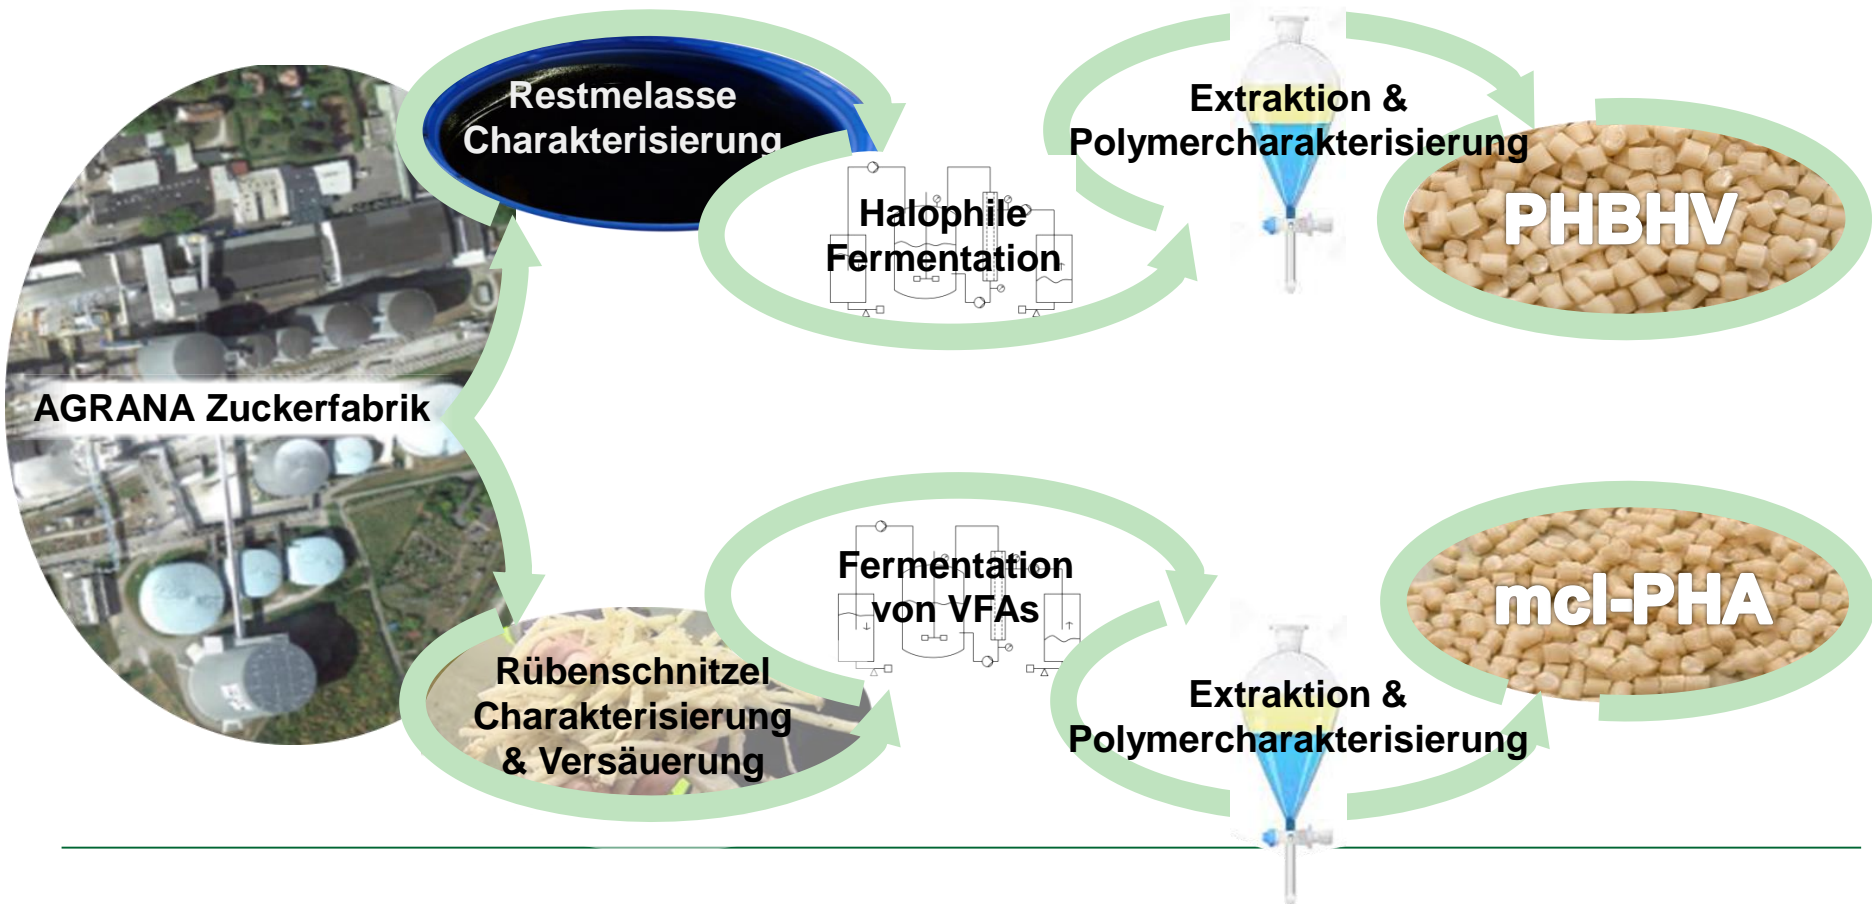 Restmelasse
Charakterisierung
Halophile
Fermentation
Extraktion &
Polymercharakterisierung
PHBHV
AGRANA Zuckerfabrik
Rübenschnitzel
Charakterisierung
& Versäuerung
Fermentation
von VFAs
Extraktion &
Polymercharakterisierung
mcl-PHA